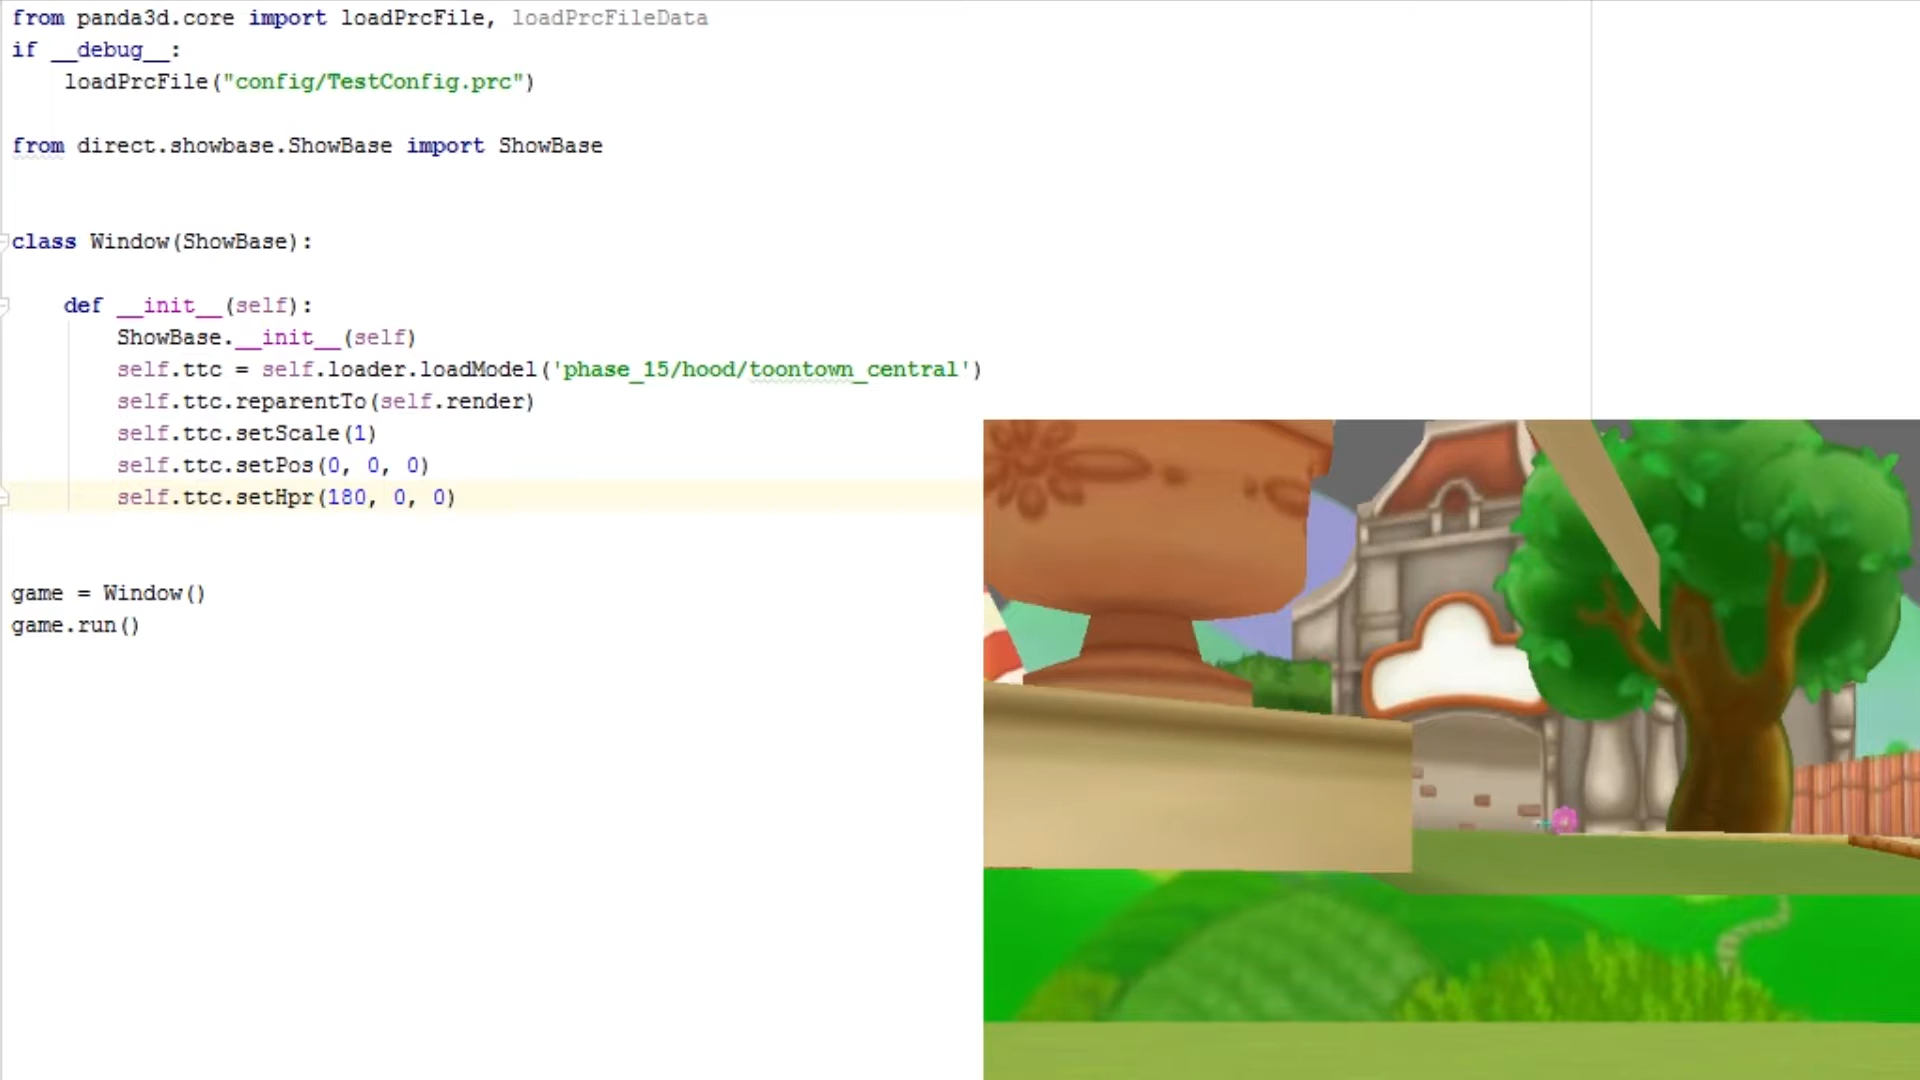 from panda3d.core import loadPrcFile, loadPrcFileData
if __debug__:
    loadPrcFile("config/TestConfig.prc")
from direct.showbase.ShowBase import ShowBase
class Window(ShowBase):
    def __init__(self):
        ShowBase.__init__(self)
        self.ttc = self.loader.loadModel('phase_15/hood/toontown_central')
        self.ttc.reparentTo(self.render)
        self.ttc.setScale(1)
        self.ttc.setPos(0, 0, 0)
        self.ttc.setHpr(180, 0, 0)
game = Window()
game.run()